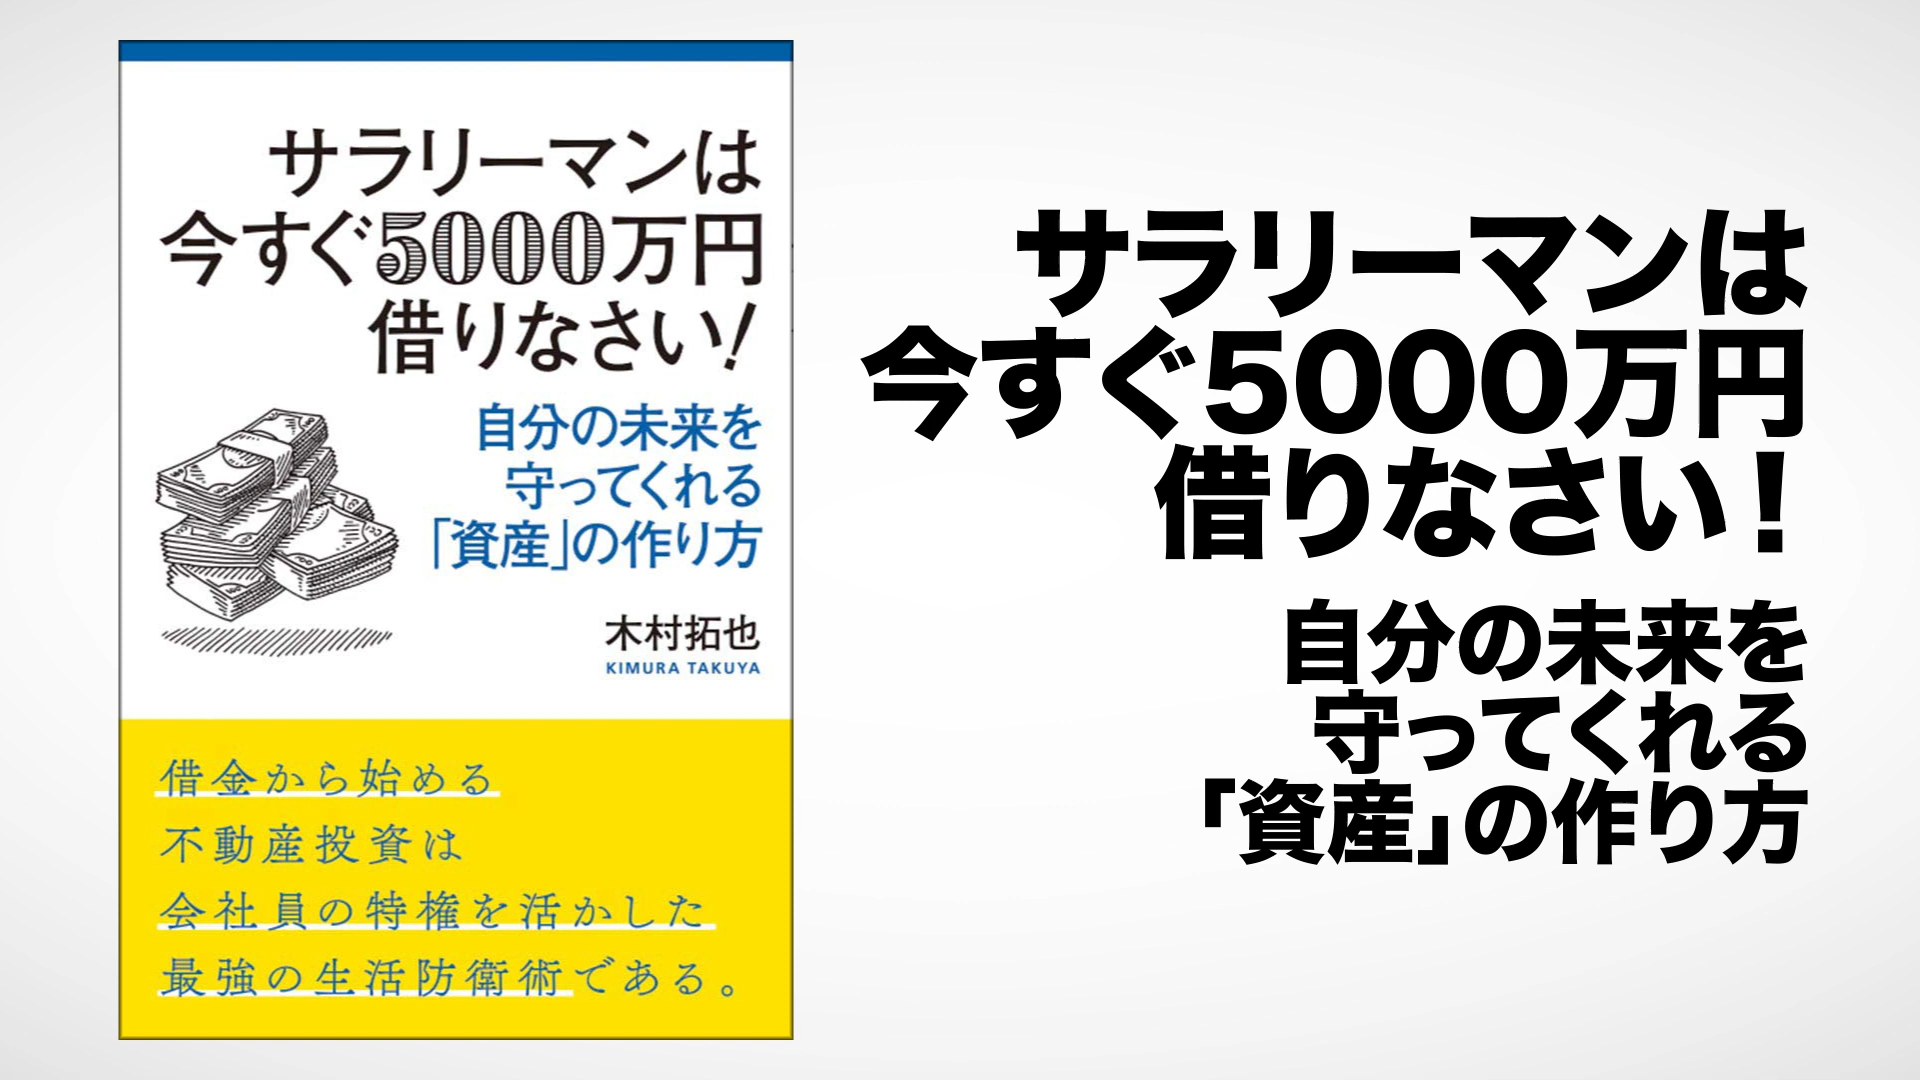 サラリーマンは
今すぐ5000万円
借りなさい!
自分の未来を
守ってくれる
「資産」の作り方
木村拓也
KIMURA TAKUYA
借金から始める
不動産投資は
会社員の特権を活かした
最強の生活防衛術である。
サラリーマンは
今すぐ5000万円
借りなさい!
自分の未来を
守ってくれる
「資産」の作り方